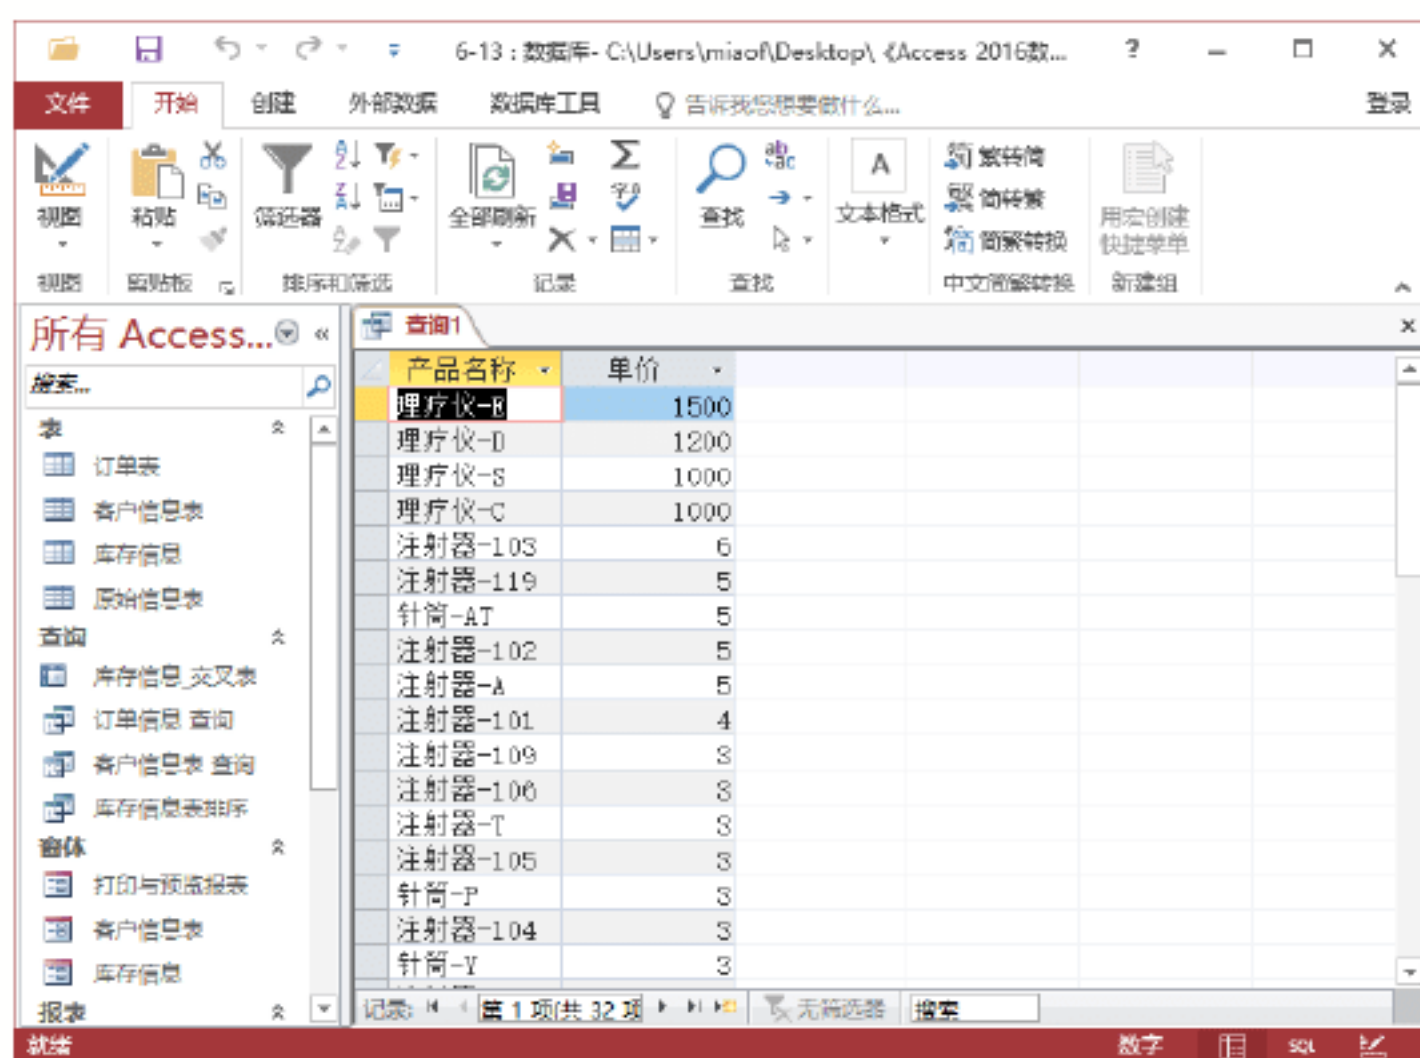 6-13 : 数据库- C:\Users\miaof\Desktop\《Access 2016数... ?
文件 开始 创建 外部数据 数据库工具 告诉我您想要做什么... 登录
视图 粘贴 筛选器 全部刷新 查找 文本格式 繁转简 简转繁 简繁转换 用宏创建快捷菜单
视图 剪贴板 排序和筛选 记录 查找 中文简繁转换 新建组
所有 Access... «
搜索...
表
订单表
客户信息表
库存信息
原始信息表
查询
库存信息_交叉表
订单信息 查询
客户信息表 查询
库存信息表排序
窗体
打印与预览报表
客户信息表
库存信息
报表
查询1
产品名称 单价
理疗仪-E 1500
理疗仪-D 1200
理疗仪-S 1000
理疗仪-C 1000
注射器-103 6
注射器-119 5
针筒-AT 5
注射器-102 5
注射器-A 5
注射器-101 4
注射器-109 3
注射器-106 3
注射器-T 3
注射器-105 3
针筒-P 3
注射器-104 3
针筒-Y 3
记录: 第 1 项(共 32 项 无筛选器 搜索
就绪 数字 SQL